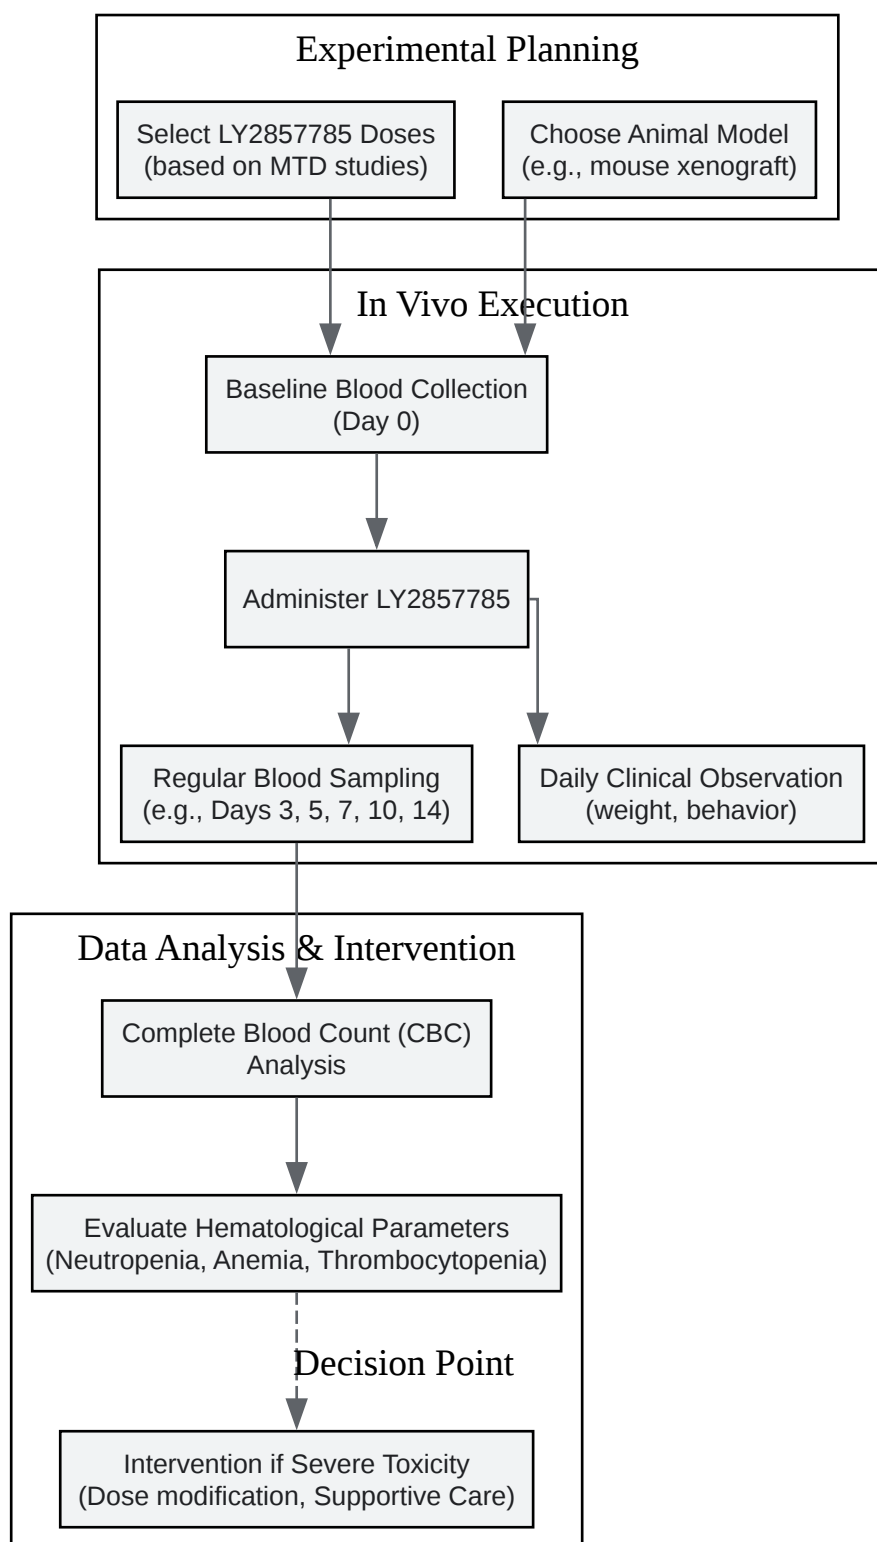 Experimental Planning
Select LY2857785 Doses
(based on MTD studies)
Choose Animal Model
(e.g., mouse xenograft)
In Vivo Execution
Baseline Blood Collection
(Day 0)
Administer LY2857785
Regular Blood Sampling
(e.g., Days 3, 5, 7, 10, 14)
Daily Clinical Observation
(weight, behavior)
Data Analysis & Intervention
Complete Blood Count (CBC)
Analysis
Evaluate Hematological Parameters
(Neutropenia, Anemia, Thrombocytopenia)
Decision Point
Intervention if Severe Toxicity
(Dose modification, Supportive Care)